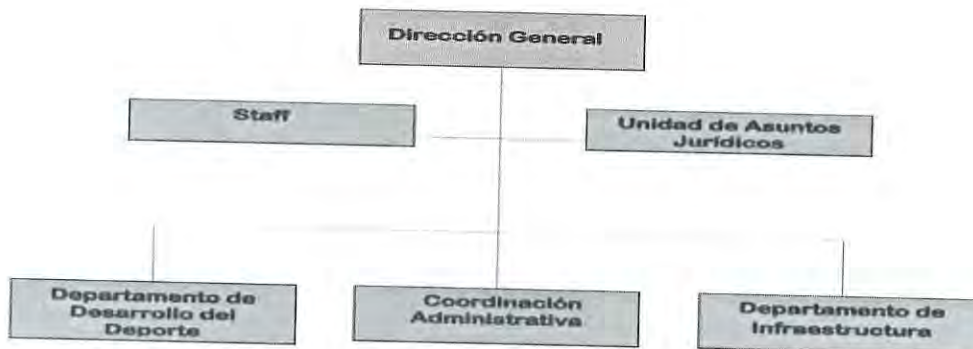 Dirección General
Staff
Unidad de Asuntos
Jurídicos
Departamento de
Desarrollo del
Deporte
Coordinación
Administrativa
Departamento de
Infraestructura